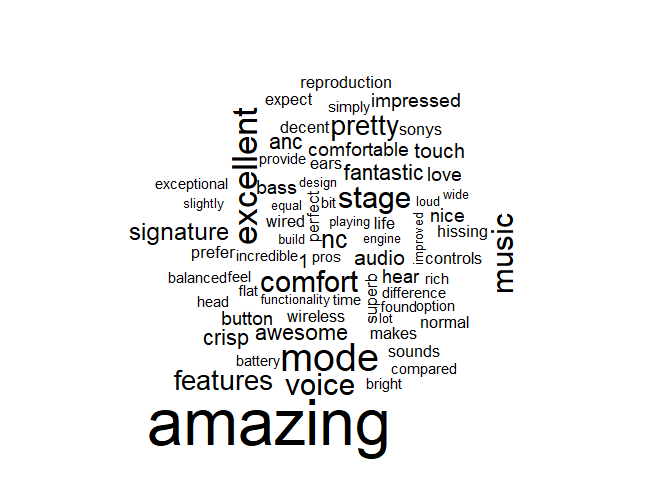 reproduction
expect
simply
impressed
decent
pretty
sonys
excellent
anc
comfortable
touch
provide
ears
fantastic
love
exceptional
bass
design
stage
wide
slightly
equal
perfect
bit
loud
signature
wired
playing
life
nice
music
build
nc
engine
improved
hissing
prefer
incredible
1
pros
audio
controls
balanced
feel
comfort
hear
rich
flat
superb
difference
head
functionality
time
found
option
button
wireless
lot
normal
crisp
awesome
makes
battery
mode
sounds
compared
features
voice
bright
amazing